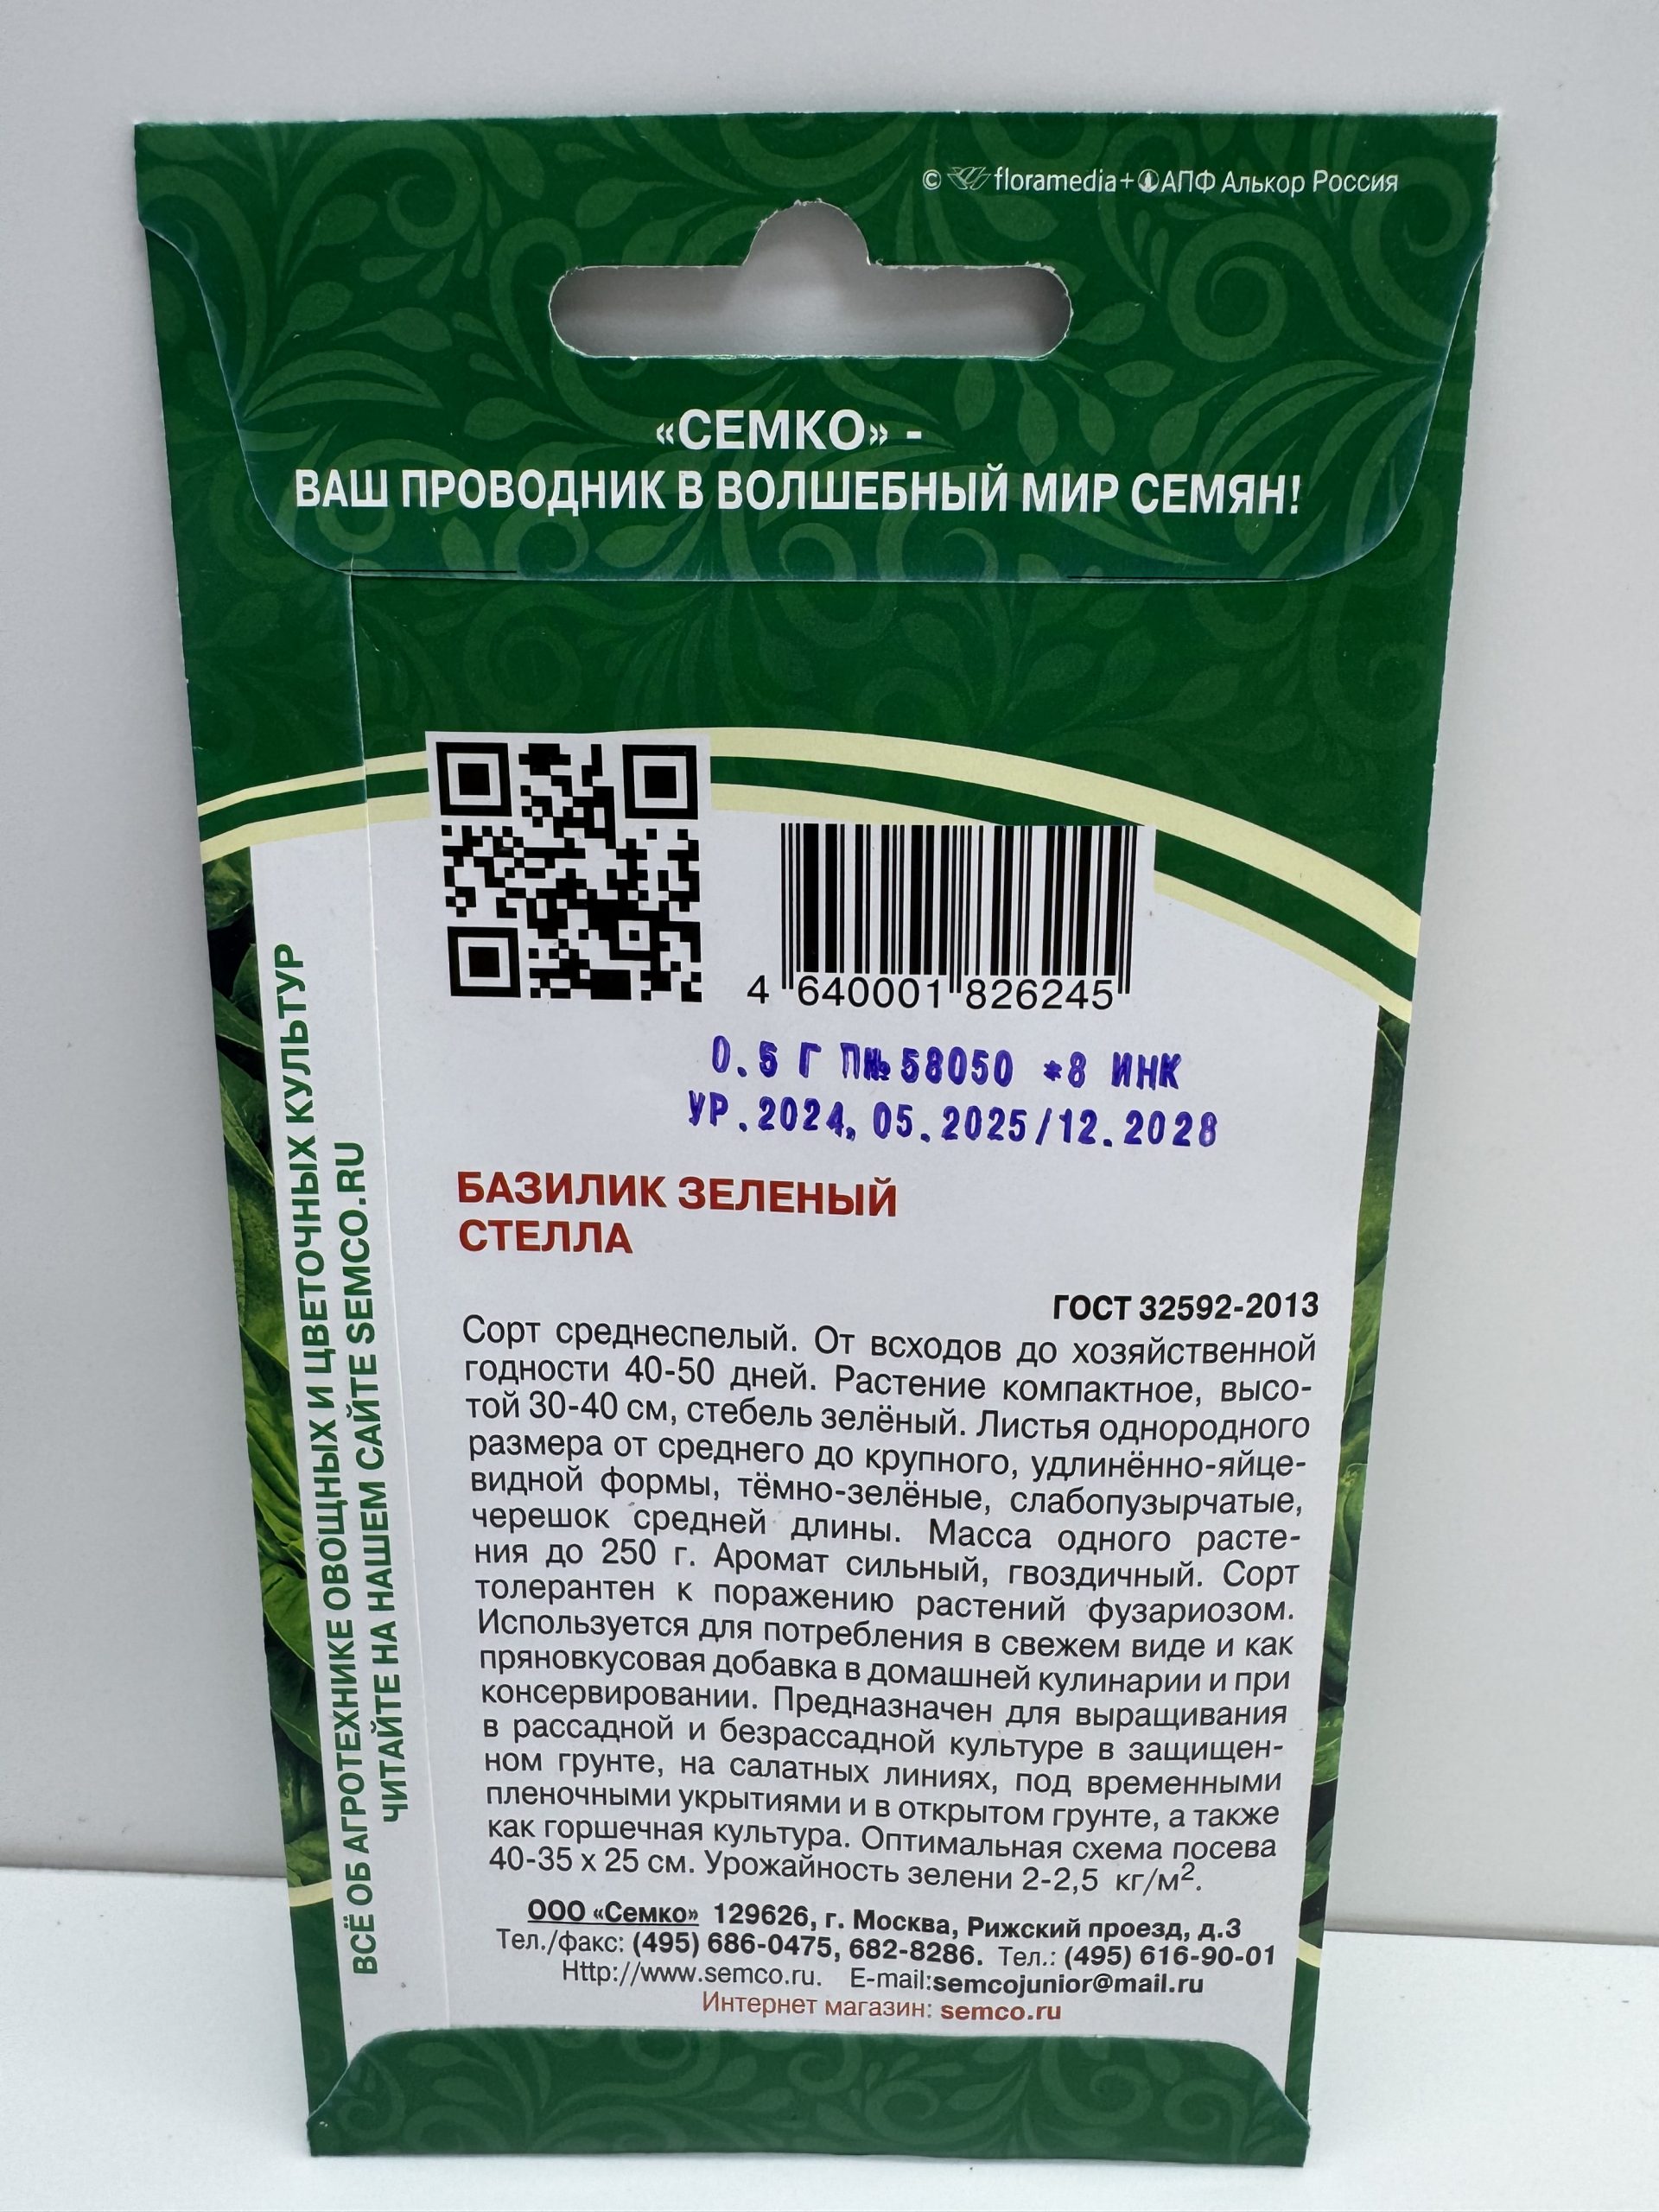 © floramedia+ АПФ Алькор Россия
«СЕМКО» -
ВАШ ПРОВОДНИК В ВОЛШЕБНЫЙ МИР СЕМЯН!
4 640001 826245
0.5 Г П№58050 *8 ИНК
УР.2024, 05.2025/12.2028
БАЗИЛИК ЗЕЛЕНЫЙ
СТЕЛЛА
ГОСТ 32592-2013
Сорт среднеспелый. От всходов до хозяйственной
годности 40-50 дней. Растение компактное, высо-
той 30-40 см, стебель зелёный. Листья однородного
размера от среднего до крупного, удлинённо-яйце-
видной формы, тёмно-зелёные, слабопузырчатые,
черешок средней длины. Масса одного расте-
ния до 250 г. Аромат сильный, гвоздичный. Сорт
толерантен к поражению растений фузариозом.
Используется для потребления в свежем виде и как
пряновкусовая добавка в домашней кулинарии и при
консервировании. Предназначен для выращивания
в рассадной и безрассадной культуре в защищен-
ном грунте, на салатных линиях, под временными
пленочными укрытиями и в открытом грунте, а также
как горшечная культура. Оптимальная схема посева
40-35 x 25 см. Урожайность зелени 2-2,5 кг/м².
ООО «Семко» 129626, г. Москва, Рижский проезд, д.3
Тел./факс: (495) 686-0475, 682-8286. Тел.: (495) 616-90-01
Http://www.semco.ru. E-mail:semcojunior@mail.ru
Интернет магазин: semco.ru
ВСЁ ОБ АГРОТЕХНИКЕ ОВОЩНЫХ И ЦВЕТОЧНЫХ КУЛЬТУР
ЧИТАЙТЕ НА НАШЕМ САЙТЕ SEMCO.RU